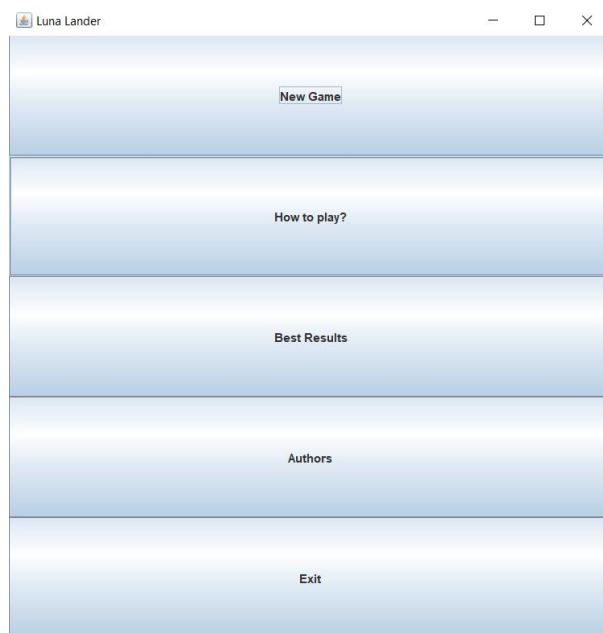 Luna Lander
New Game
How to play?
Best Results
Authors
Exit